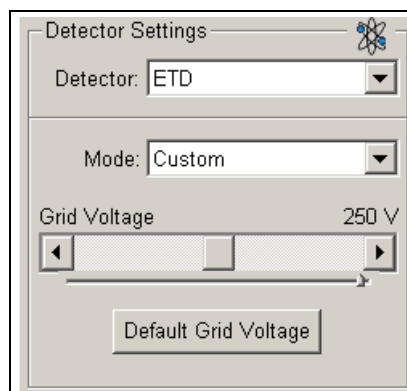 Detector Settings
Detector: ETD
Mode: Custom
Grid Voltage 250 V
Default Grid Voltage